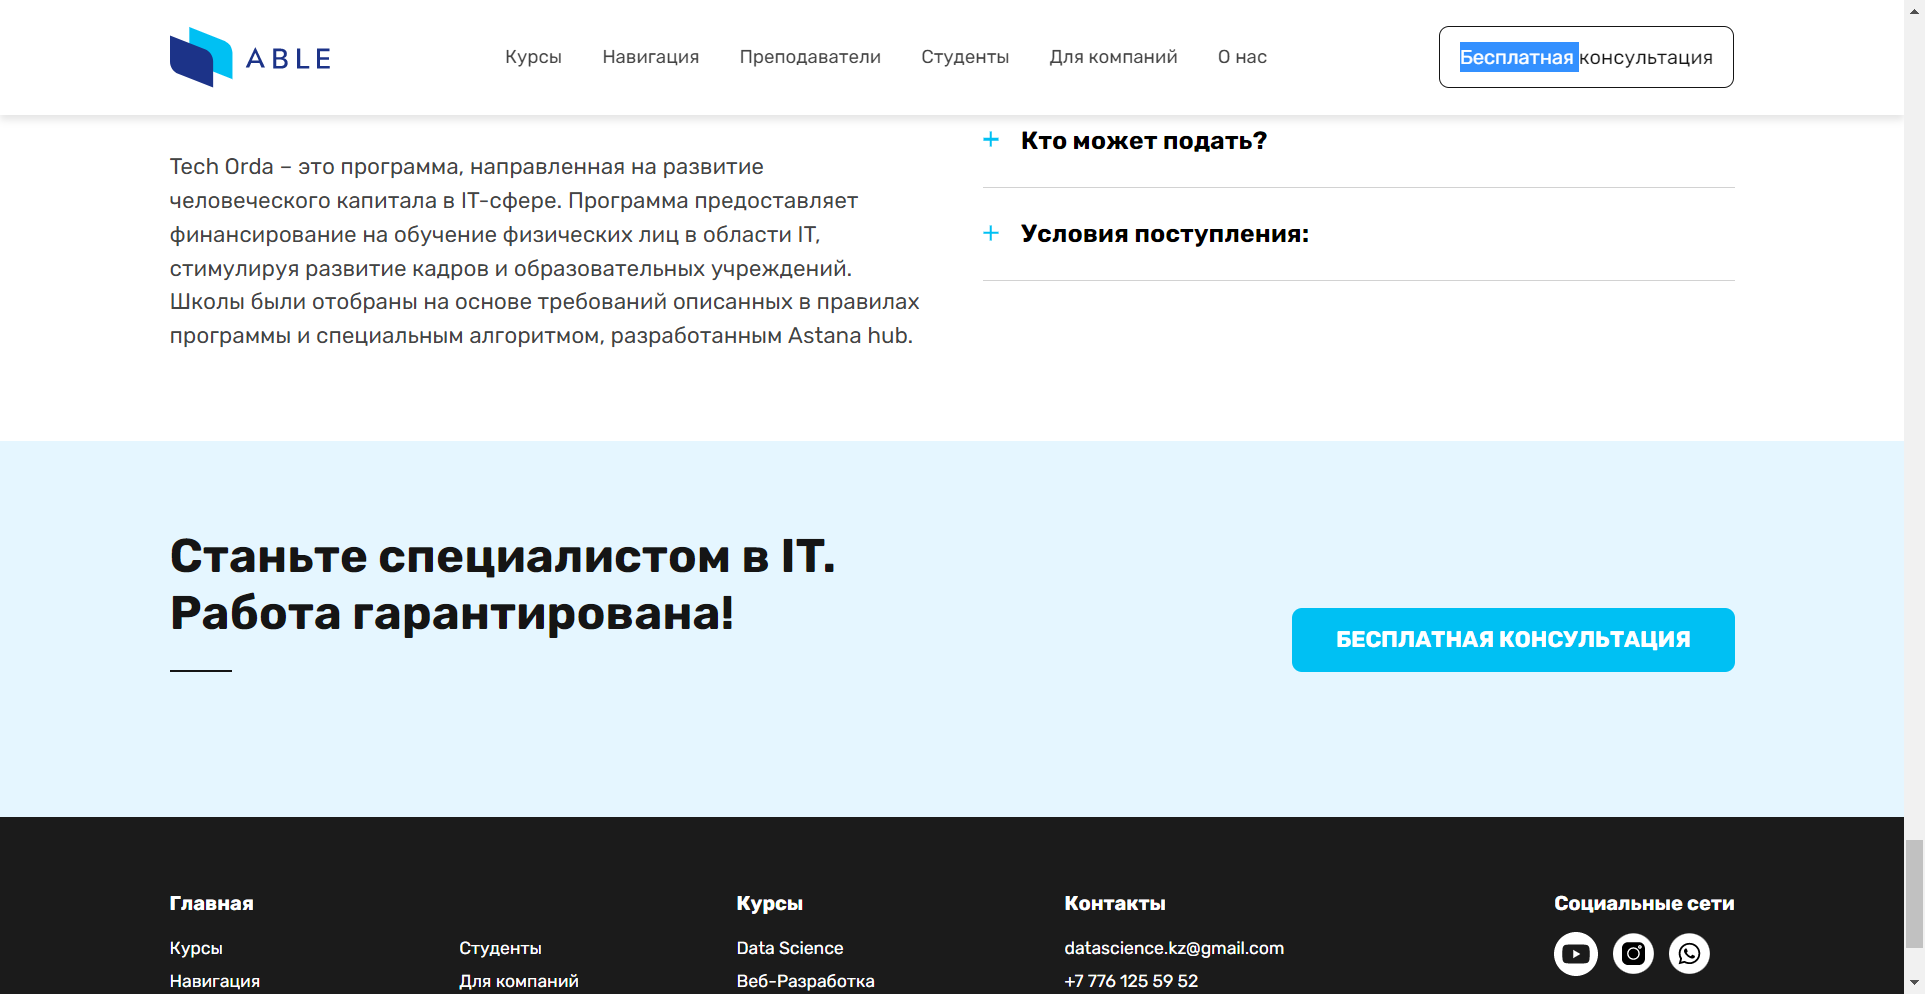 ABLE
Курсы Навигация Преподаватели Студенты Для компаний О нас
Бесплатная консультация
Tech Orda – это программа, направленная на развитие
человеческого капитала в IT-сфере. Программа предоставляет
финансирование на обучение физических лиц в области IT,
стимулируя развитие кадров и образовательных учреждений.
Школы были отобраны на основе требований описанных в правилах
программы и специальным алгоритмом, разработанным Astana hub.
+ Кто может подать?
+ Условия поступления:
Станьте специалистом в IT.
Работа гарантирована!
БЕСПЛАТНАЯ КОНСУЛЬТАЦИЯ
Главная
Курсы
Навигация
Студенты
Для компаний
Курсы
Data Science
Веб-Разработка
Контакты
datascience.kz@gmail.com
+7 776 125 59 52
Социальные сети